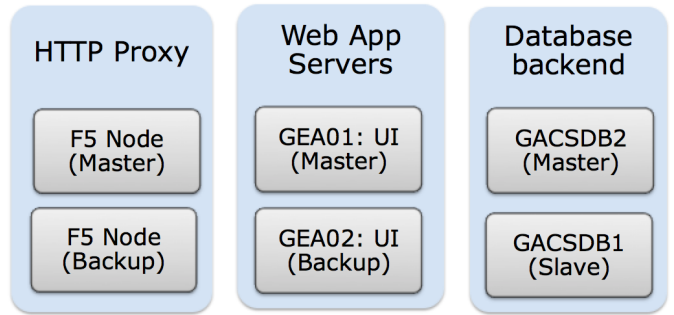 HTTP Proxy
F5 Node
(Master)
F5 Node
(Backup)
Web App
Servers
GEA01: UI
(Master)
GEA02: UI
(Backup)
Database
backend
GACSDB2
(Master)
GACSDB1
(Slave)